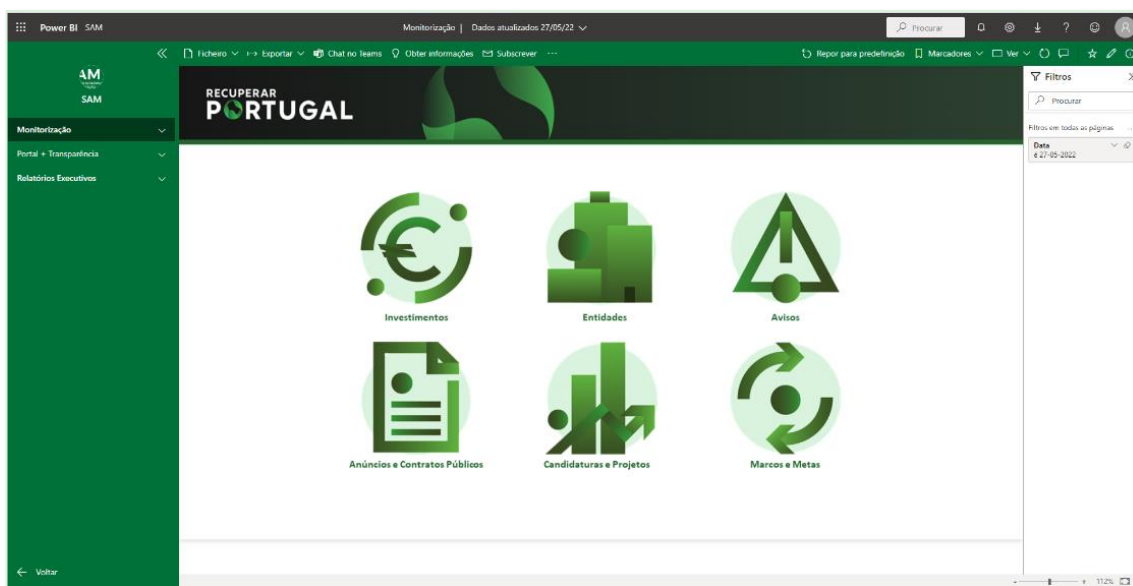 Power BI SAM
Monitorização | Dados atualizados 27/05/22
Procurar
Ficheiro
Exportar
Chat no Teams
Obter informações
Subscrever
Repor para predefinição
Marcadores
Ver
AM
SAM
Monitorização
Portal + Transparência
Relatórios Executivos
RECUPERAR
PORTUGAL
Filtros
Procurar
Filtros em todas as páginas
Data
é 27-05-2022
Investimentos
Entidades
Avisos
Anúncios e Contratos Públicos
Candidaturas e Projetos
Marcos e Metas
Voltar
112%